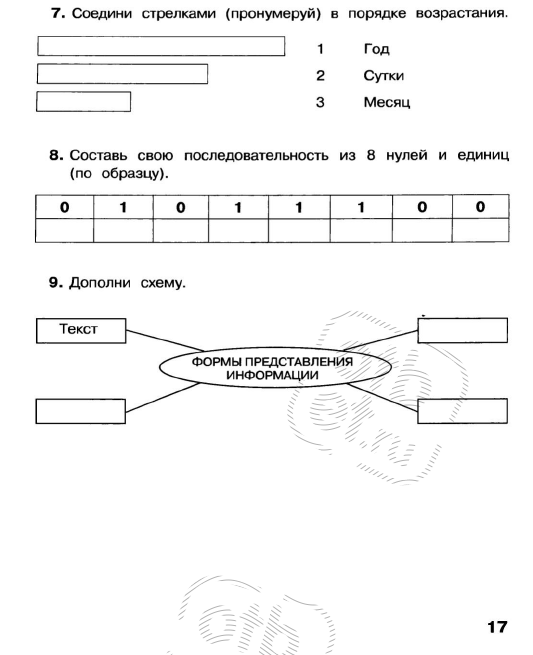 7. Соедини стрелками (пронумеруй) в порядке возрастания.
1 Год
2 Сутки
3 Месяц
8. Составь свою последовательность из 8 нулей и единиц
(по образцу).
0 1 0 1 1 1 0 0
9. Дополни схему.
Текст
ФОРМЫ ПРЕДСТАВЛЕНИЯ
ИНФОРМАЦИИ
17